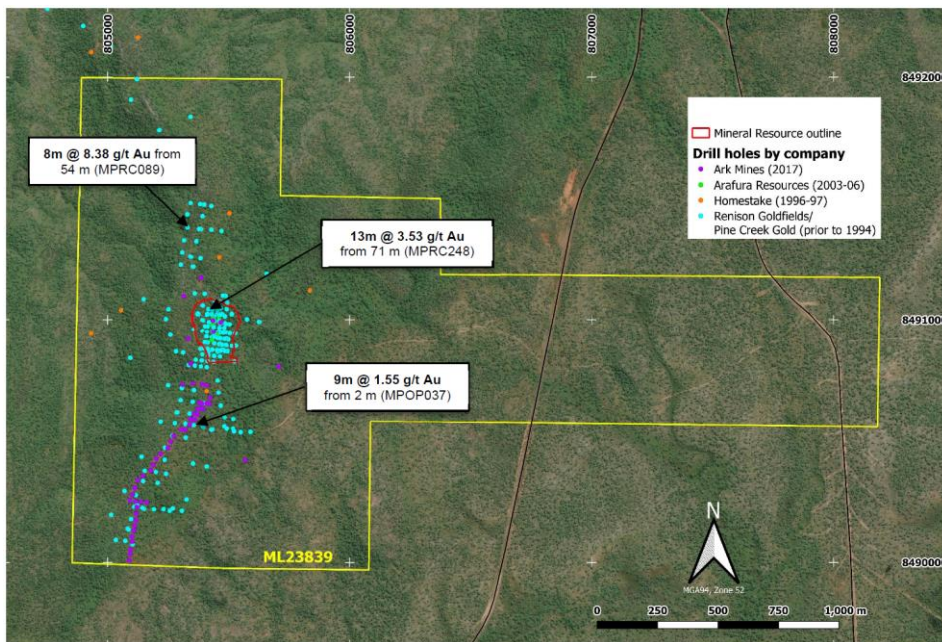 805000
806000
807000
808000
8492000
Mineral Resource outline
Drill holes by company
Ark Mines (2017)
Arafura Resources (2003-06)
Homestake (1996-97)
Renison Goldfields/
Pine Creek Gold (prior to 1994)
8m @ 8.38 g/t Au from
54 m (MPRC089)
13m @ 3.53 g/t Au
from 71 m (MPRC248)
8491000
9m @ 1.55 g/t Au
from 2 m (MPOP037)
N
ML23839
8490000
MGA94, Zone 52
0 250 500 750 1,000 m